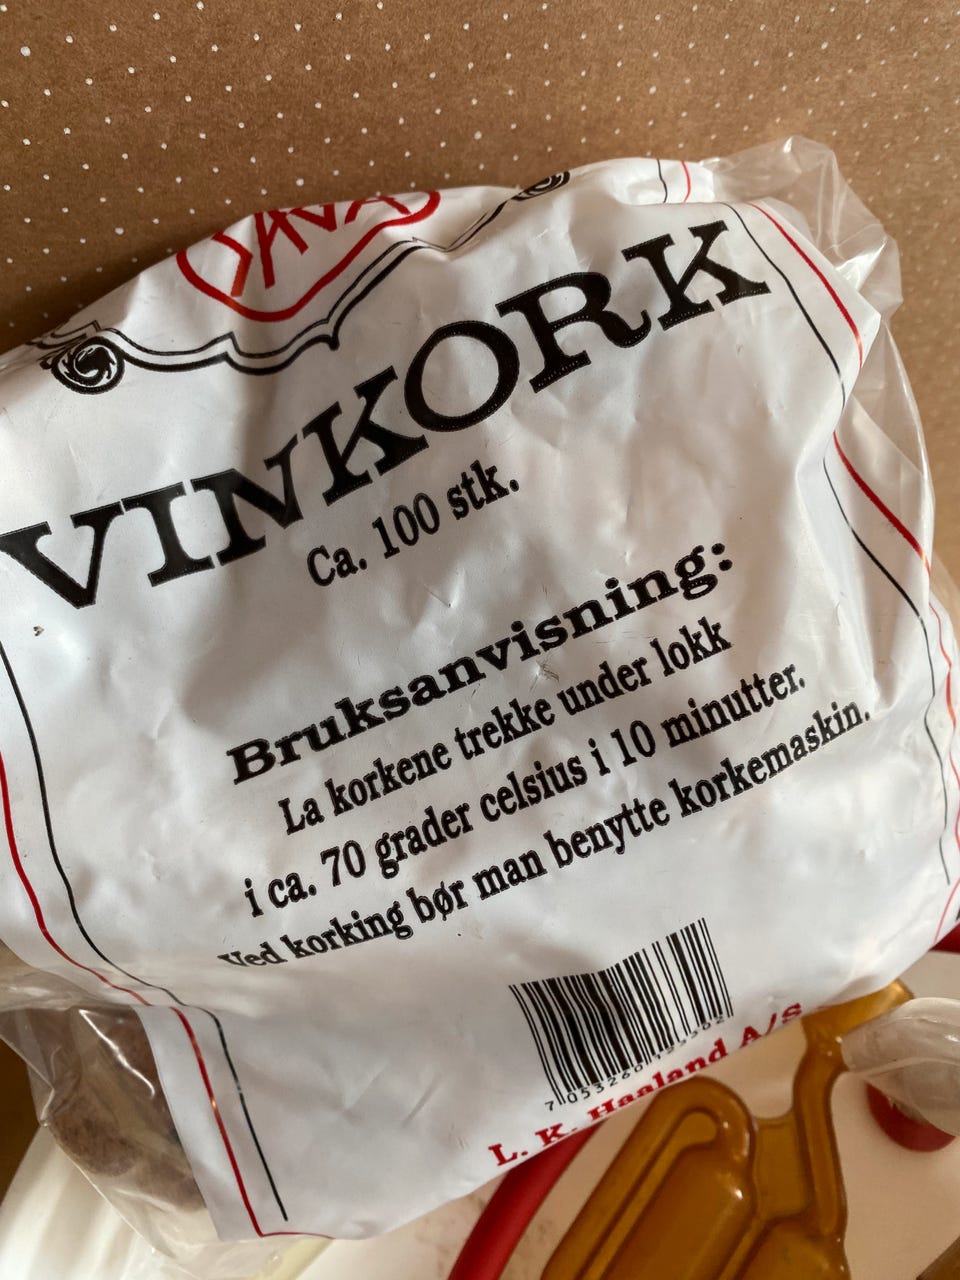 SAVAS
VINKORK
Ca. 100 stk.
Bruksanvisning:
La korkene trekke under lokk
i ca. 70 grader celsius i 10 minutter.
Ved korking bør man benytte korkemaskin.
L. K. Haaland A/S